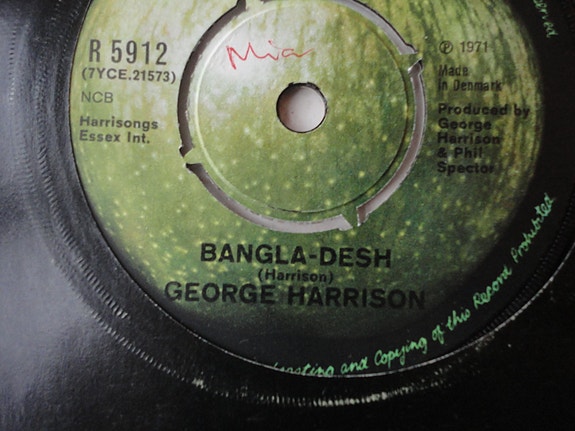 R 5912
(7YCE.21573)
NCB
Harrisongs
Essex Int.
Mia
℗ 1971
Made
in Denmark
Produced by
George
Harrison
& Phil
Spector
BANGLA-DESH
(Harrison)
GEORGE HARRISON
and Copying of this Record Prohibited